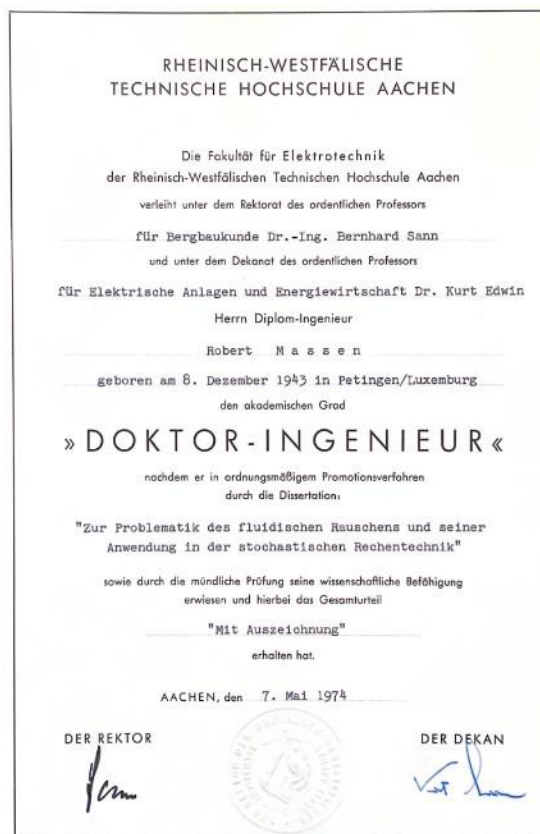 RHEINISCH-WESTFÄLISCHE
TECHNISCHE HOCHSCHULE AACHEN
Die Fakultät für Elektrotechnik
der Rheinisch-Westfälischen Technischen Hochschule Aachen
verleiht unter dem Rektorat des ordentlichen Professors
für Bergbaukunde Dr.-Ing. Bernhard Sann
und unter dem Dekanat des ordentlichen Professors
für Elektrische Anlagen und Energiewirtschaft Dr. Kurt Edwin
Herrn Diplom-Ingenieur
Robert Massen
geboren am 8. Dezember 1943 in Petingen/Luxemburg
den akademischen Grad
» DOKTOR-INGENIEUR «
nachdem er in ordnungsmäßigem Promotionsverfahren
durch die Dissertation:
"Zur Problematik des fluidischen Rauschens und seiner
Anwendung in der stochastischen Rechentechnik"
sowie durch die mündliche Prüfung seine wissenschaftliche Befähigung
erwiesen und hierbei das Gesamturteil
"Mit Auszeichnung"
erhalten hat.
AACHEN, den 7. Mai 1974
DER REKTOR
DER DEKAN